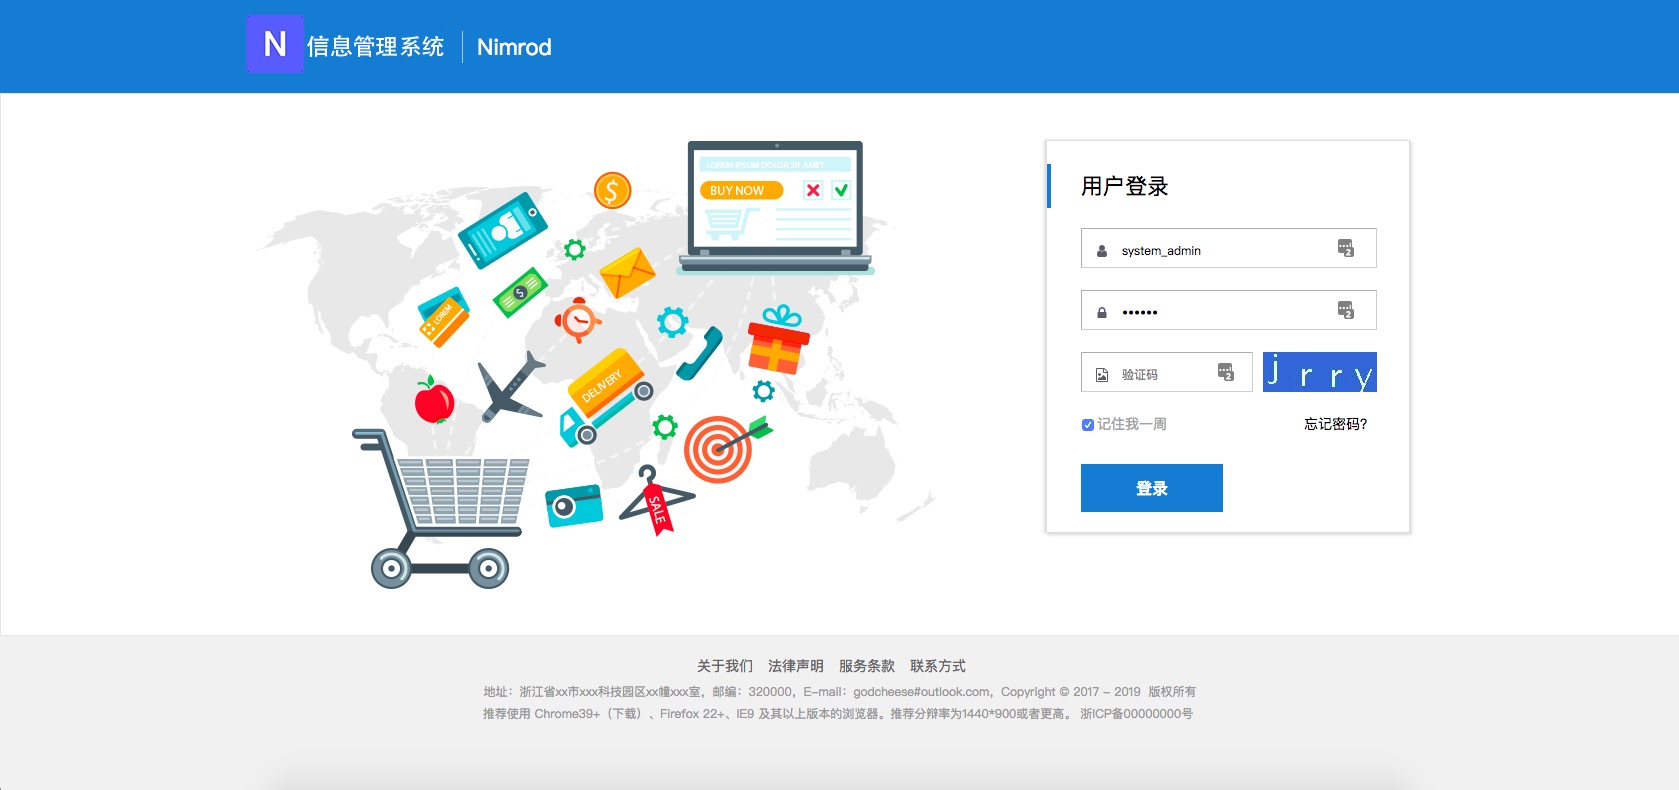 N 信息管理系统 Nimrod
LOREM IPSUM DOLOR SIT AMET
BUY NOW
LOREM
DELIVERY
SALE
用户登录
system_admin
••••••
验证码
j r r y
记住我一周 忘记密码?
登录
关于我们 法律声明 服务条款 联系方式
地址：浙江省xx市xxx科技园区xx幢xxx室，邮编：320000，E-mail：godcheese#outlook.com，Copyright © 2017 - 2019 版权所有
推荐使用 Chrome39+（下载）、Firefox 22+、IE9 及其以上版本的浏览器。推荐分辩率为1440*900或者更高。 浙ICP备00000000号